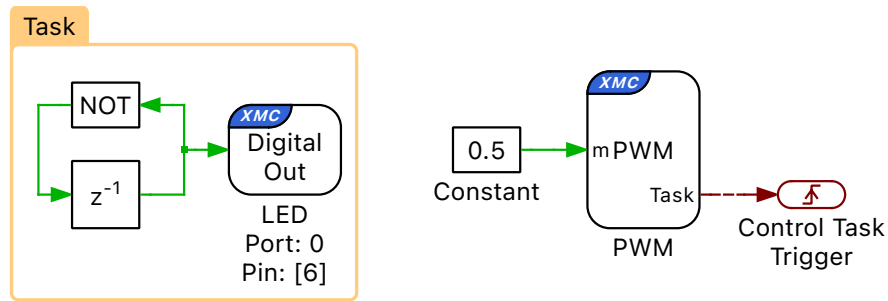 Task
NOT
z-1
XMC
Digital
Out
LED
Port: 0
Pin: [6]
0.5
Constant
XMC
mPWM
Task
PWM
Control Task
Trigger